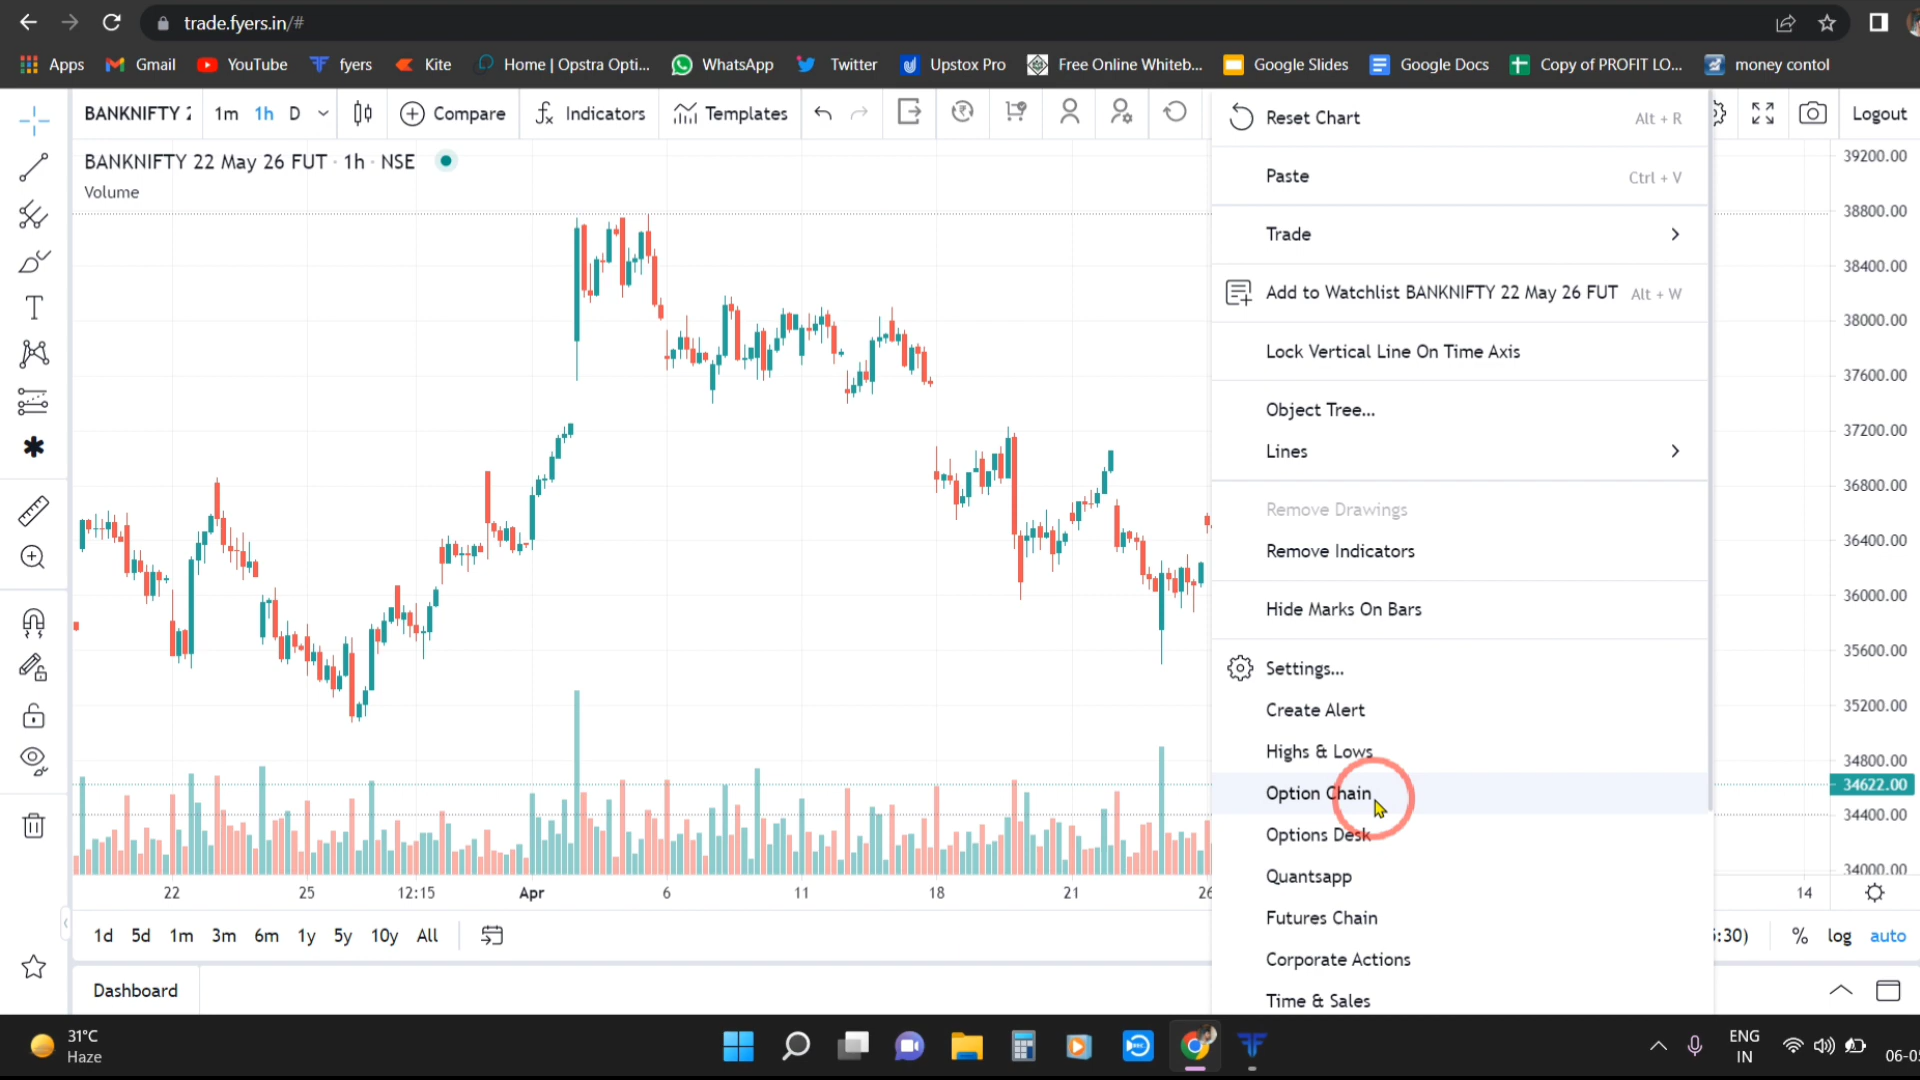 trade.fyers.in/#
Apps Gmail YouTube fyers Kite Home | Opstra Opti... WhatsApp Twitter Upstox Pro Free Online Whiteb... Google Slides Google Docs Copy of PROFIT LO... money contol
BANKNIFTY 1m 1h D Compare Indicators Templates Logout
BANKNIFTY 22 May 26 FUT · 1h · NSE
Volume
Reset Chart Alt + R
Paste Ctrl + V
Trade
Add to Watchlist BANKNIFTY 22 May 26 FUT Alt + W
Lock Vertical Line On Time Axis
Object Tree...
Lines
Remove Drawings
Remove Indicators
Hide Marks On Bars
Settings...
Create Alert
Highs & Lows
Option Chain
Options Desk
Quantsapp
Futures Chain
Corporate Actions
Time & Sales
39200.00
38800.00
38400.00
38000.00
37600.00
37200.00
36800.00
36400.00
36000.00
35600.00
35200.00
34800.00
34622.00
34400.00
34000.00
22 25 12:15 Apr 6 11 18 21 26 14
1d 5d 1m 3m 6m 1y 5y 10y All :30) % log auto
Dashboard
31°C
Haze
ENG
IN
06-05